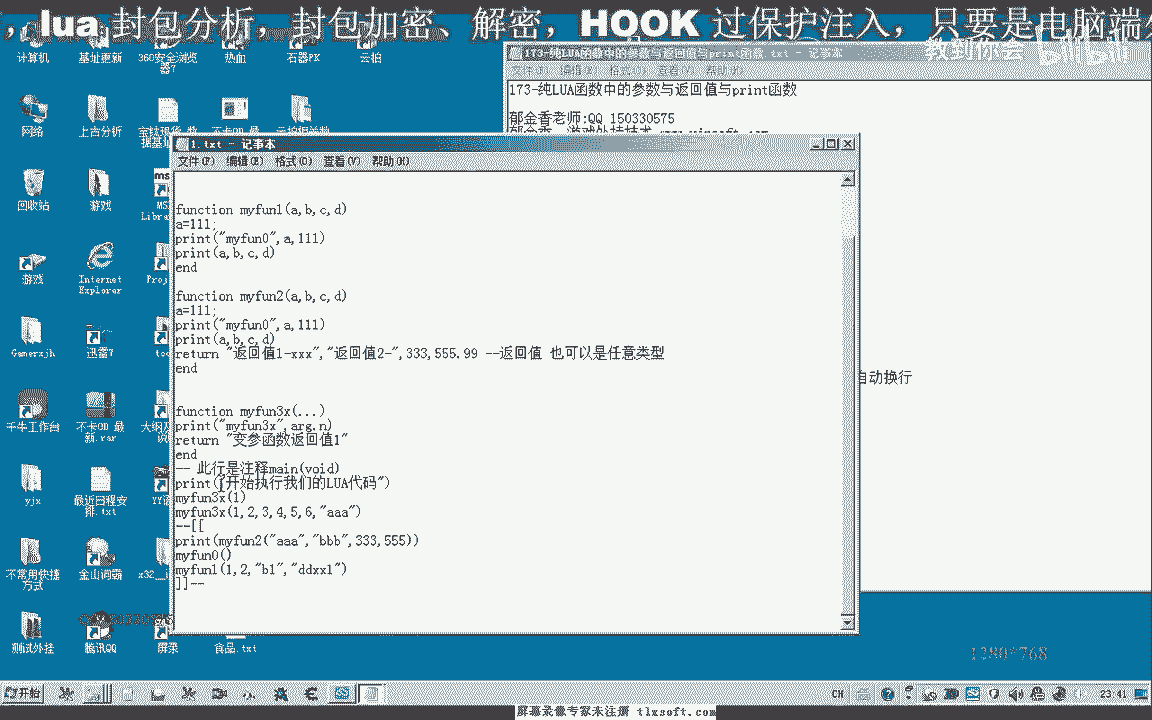 ，lua 封包分析，封包加密、解密，HOOK 过保护注入，只要是电脑端
教到你会 bilibili
173-纯LUA函数中的参数与返回值与print函数.txt - 记事本
173-纯LUA函数中的参数与返回值与print函数
郁金香老师:QQ 150330575
1.txt - 记事本
文件(F) 编辑(E) 格式(O) 查看(V) 帮助(H)
function myfun1(a,b,c,d)
a=111;
print("myfun0",a,111)
print(a,b,c,d)
end
function myfun2(a,b,c,d)
a=111;
print("myfun0",a,111)
print(a,b,c,d)
return "返回值1-xxx","返回值2-",333,555.99 --返回值 也可以是任意类型
end
自动换行
function myfun3x(...)
print("myfun3x",arg.n)
return "变参函数返回值1"
end
-- 此行是注释main(void)
print("开始执行我们的LUA代码")
myfun3x(1)
myfun3x(1,2,3,4,5,6,"aaa")
--[[
print(myfun2("aaa","bbb",333,555))
myfun0()
myfun1(1,2,"b1","ddxx1")
]]--
计算机 基址更新 360安全浏览器7 热血 石器PK 云拍
网络 上古分析
回收站 游戏
游戏 Internet Explorer
Gamerxjh 迅雷7
千牛工作台 不卡CD 最新.rar
yjx 最近日程安排.txt
不常用快捷方式 金山词霸
测试外挂 腾讯QQ 屏录 食品.txt
1280*768
开始 CH 23:41
屏幕录像专家未注册 tlxsoft.com